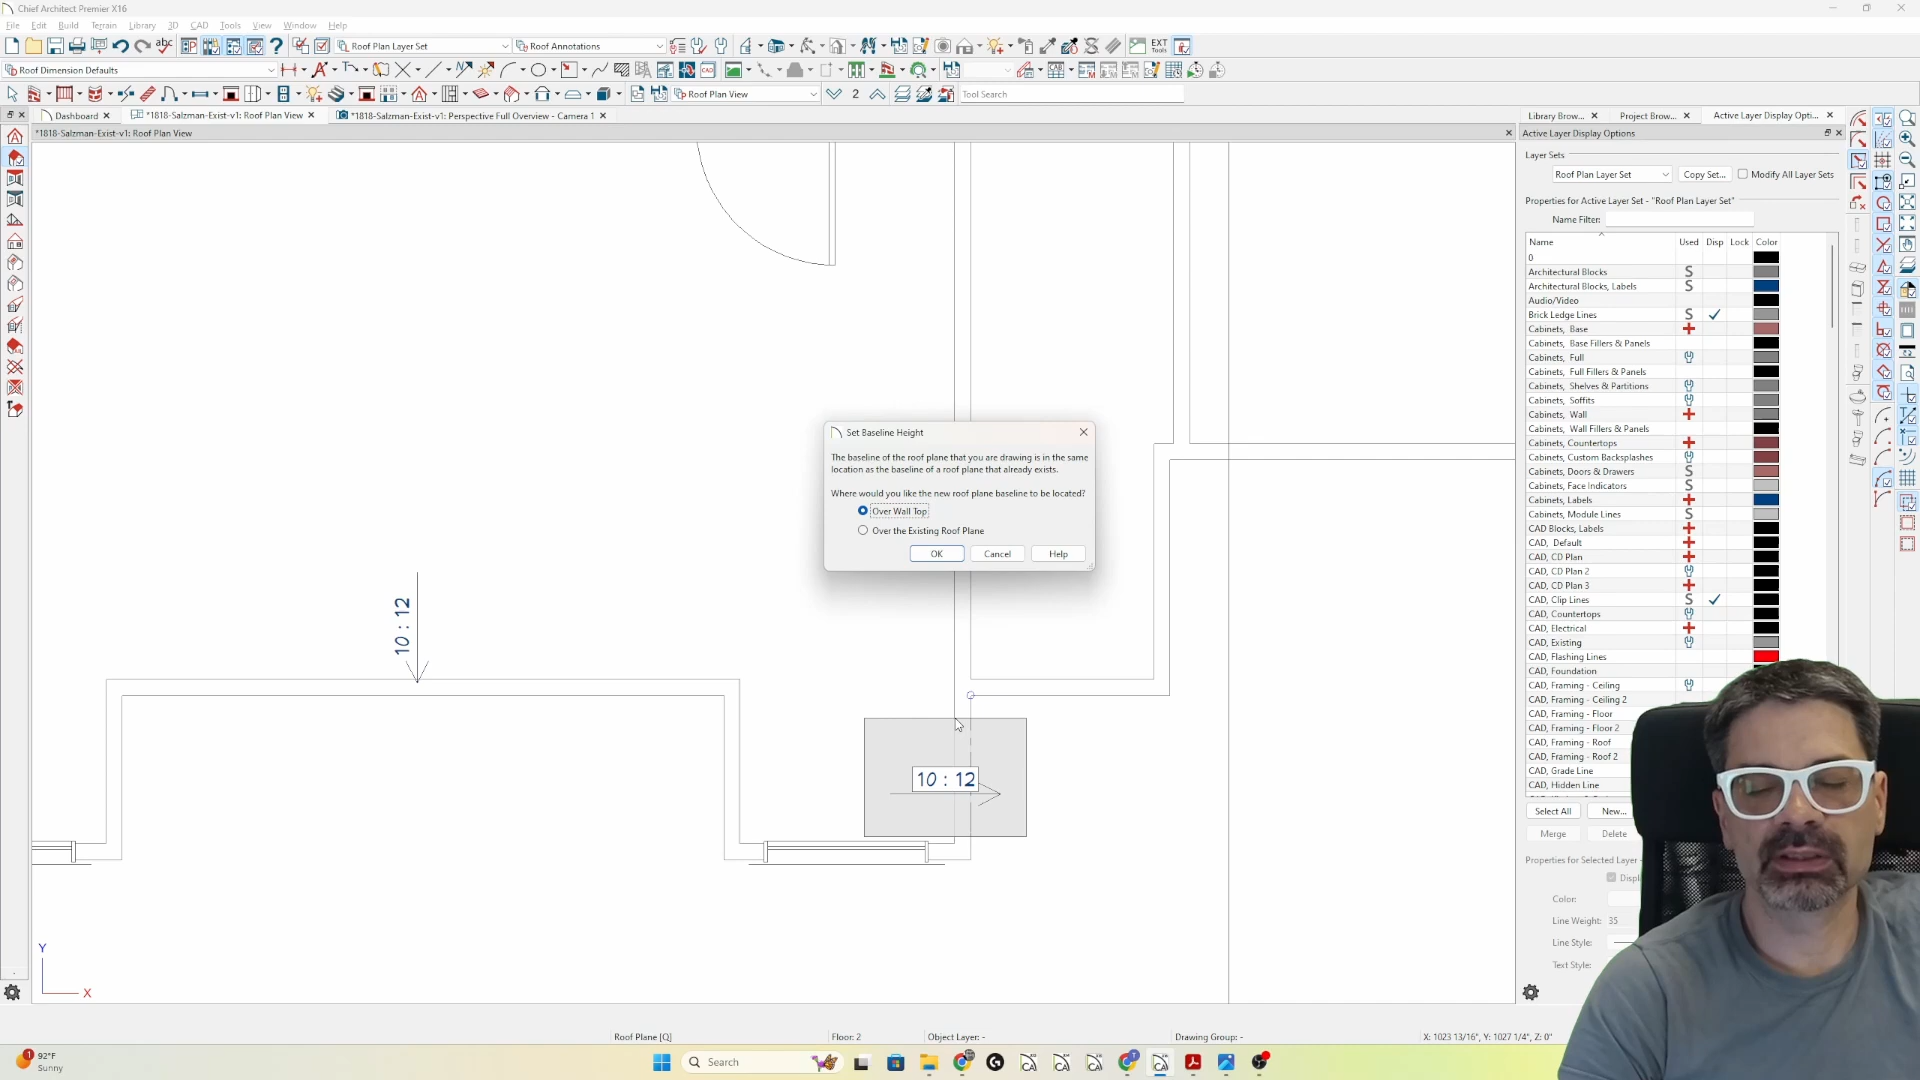 Chief Architect Premier X16
File Edit Build Terrain Library 3D CAD Tools View Window Help
Roof Plan Layer Set
Roof Annotations
EXT
Tools
Roof Dimension Defaults
Roof Plan View
2
Tool Search
Dashboard
*1818-Salzman-Exist-v1: Roof Plan View
*1818-Salzman-Exist-v1: Perspective Full Overview - Camera 1
Library Brow...
Project Brow...
Active Layer Display Opti...
*1818-Salzman-Exist-v1: Roof Plan View
Active Layer Display Options
Layer Sets
Roof Plan Layer Set
Copy Set...
Modify All Layer Sets
Properties for Active Layer Set - "Roof Plan Layer Set"
Name Filter:
Name Used Disp Lock Color
0
Architectural Blocks S
Architectural Blocks, Labels S
Audio/Video
Brick Ledge Lines S
Cabinets, Base
Cabinets, Base Fillers & Panels
Cabinets, Full
Cabinets, Full Fillers & Panels
Cabinets, Shelves & Partitions
Cabinets, Soffits
Cabinets, Wall
Cabinets, Wall Fillers & Panels
Cabinets, Countertops
Cabinets, Custom Backsplashes
Cabinets, Doors & Drawers S
Cabinets, Face Indicators S
Cabinets, Labels
Cabinets, Module Lines S
CAD Blocks, Labels
CAD, Default
CAD, CD Plan
CAD, CD Plan 2
CAD, CD Plan 3
CAD, Clip Lines S
CAD, Countertops
CAD, Electrical
CAD, Existing
CAD, Flashing Lines
CAD, Foundation
CAD, Framing - Ceiling
CAD, Framing - Ceiling 2
CAD, Framing - Floor
CAD, Framing - Floor 2
CAD, Framing - Roof
CAD, Framing - Roof 2
CAD, Grade Line
CAD, Hidden Line
Select All
New...
Merge
Delete
Properties for Selected Layer -
Color:
Line Weight: 35
Line Style:
Text Style:
Set Baseline Height
The baseline of the roof plane that you are drawing is in the same
location as the baseline of a roof plane that already exists.
Where would you like the new roof plane baseline to be located?
Over Wall Top
Over the Existing Roof Plane
OK
Cancel
Help
10 : 12
10 : 12
Y
X
Roof Plane [Q]
Floor: 2
Object Layer: -
Drawing Group: -
X: 1023 13/16", Y: 1027 1/4", Z: 0"
1
92°F
Sunny
Search